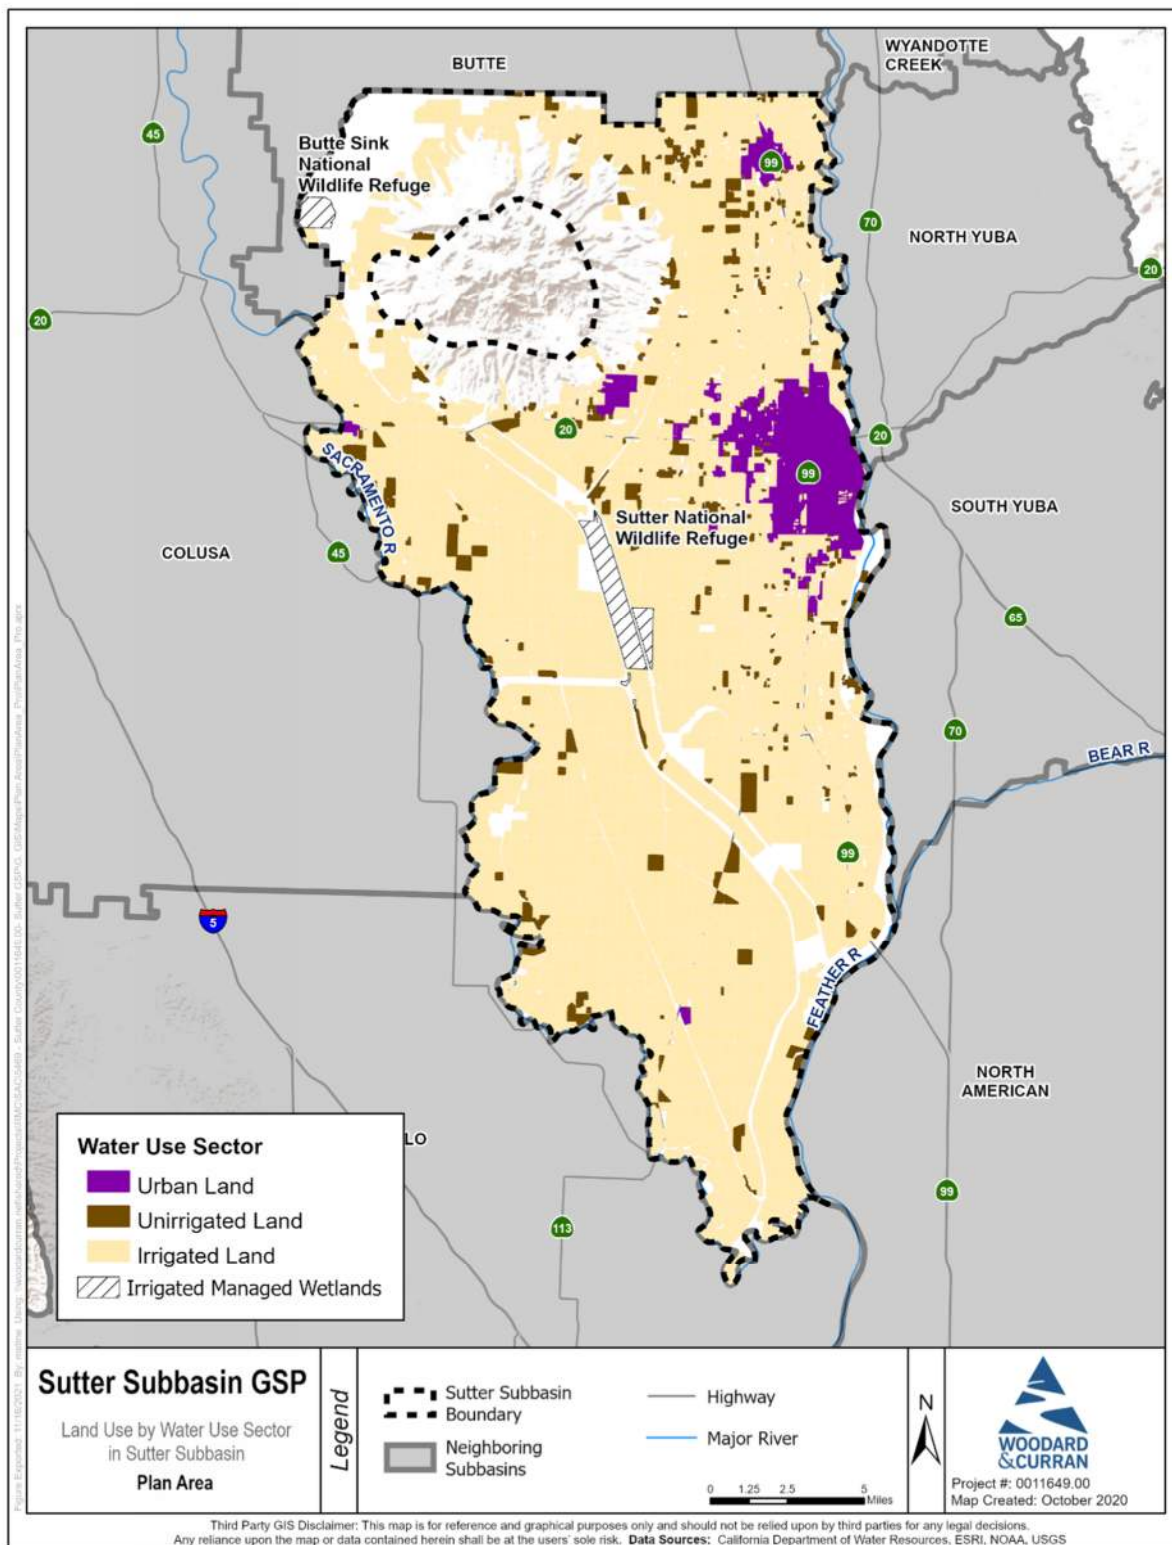 BUTTE
WYANDOTTE
CREEK
45
Butte Sink
National
Wildlife Refuge
99
70
NORTH YUBA
20
20
20
20
99
SACRAMENTO R
SOUTH YUBA
Sutter National
Wildlife Refuge
COLUSA
45
65
70
BEAR R
99
5
FEATHER R
NORTH
AMERICAN
LO
99
113
Water Use Sector
Urban Land
Unirrigated Land
Irrigated Land
Irrigated Managed Wetlands
Sutter Subbasin GSP
Land Use by Water Use Sector
in Sutter Subbasin
Plan Area
Legend
Sutter Subbasin
Boundary
Neighboring
Subbasins
Highway
Major River
0 1.25 2.5 5
Miles
N
WOODARD
&CURRAN
Project #: 0011649.00
Map Created: October 2020
Third Party GIS Disclaimer: This map is for reference and graphical purposes only and should not be relied upon by third parties for any legal decisions.
Any reliance upon the map or data contained herein shall be at the users' sole risk. Data Sources: California Department of Water Resources, ESRI, NOAA, USGS
Figure Exported: 11/16/2021